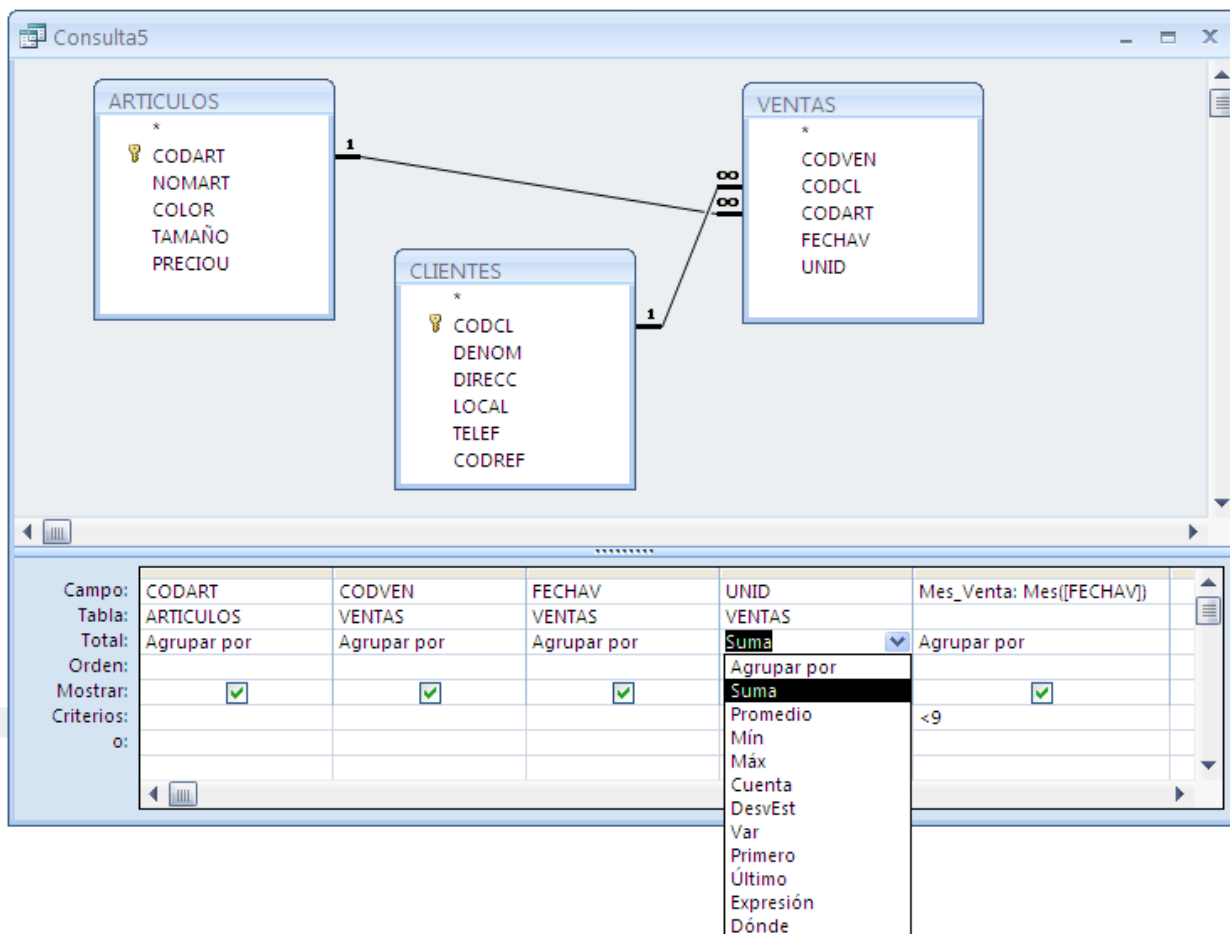 Consulta5
ARTICULOS
*
CODART
NOMART
COLOR
TAMAÑO
PRECIOU
1
∞
∞
VENTAS
*
CODVEN
CODCL
CODART
FECHAV
UNID
CLIENTES
*
CODCL
DENOM
DIRECC
LOCAL
TELEF
CODREF
1
Campo: CODART CODVEN FECHAV UNID Mes_Venta: Mes([FECHAV])
Tabla: ARTICULOS VENTAS VENTAS VENTAS
Total: Agrupar por Agrupar por Agrupar por Suma Agrupar por
Orden:
Mostrar:
Criterios: <9
o:
Agrupar por
Suma
Promedio
Mín
Máx
Cuenta
DesvEst
Var
Primero
Último
Expresión
Dónde